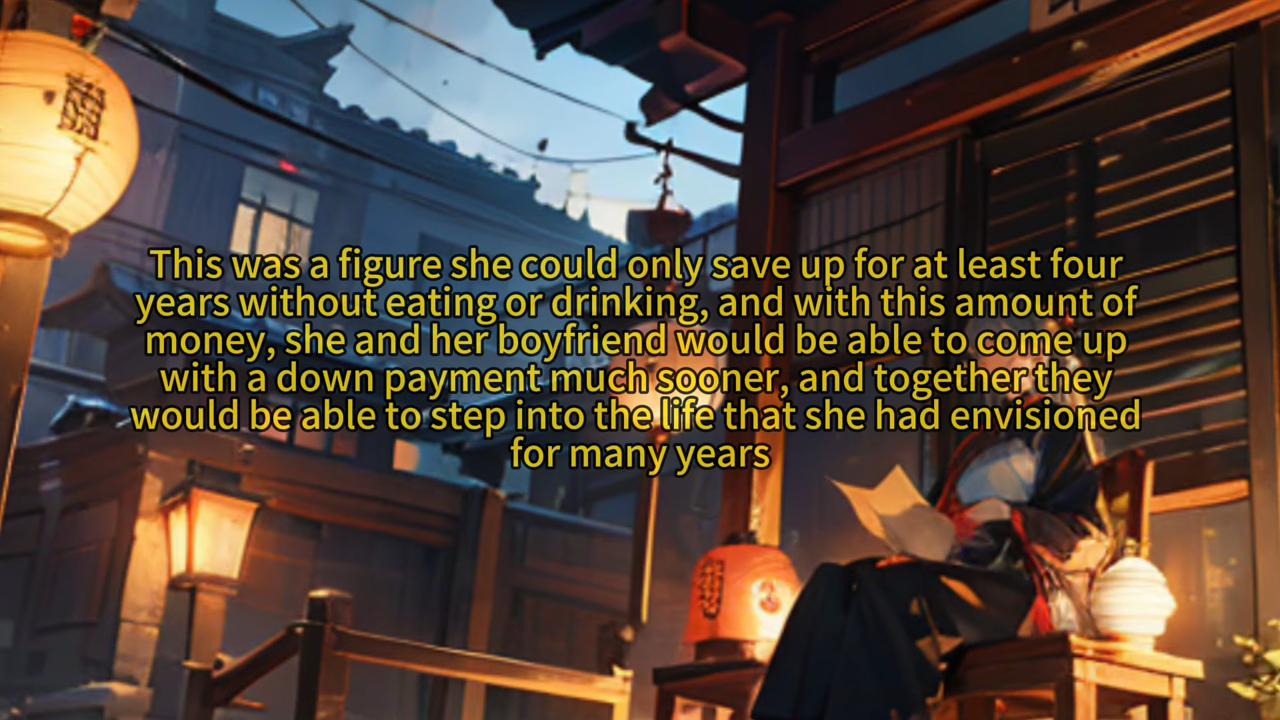 This was a figure she could only save up for at least four
years without eating or drinking, and with this amount of
money, she and her boyfriend would be able to come up
with a down payment much sooner, and together they
would be able to step into the life that she had envisioned
for many years